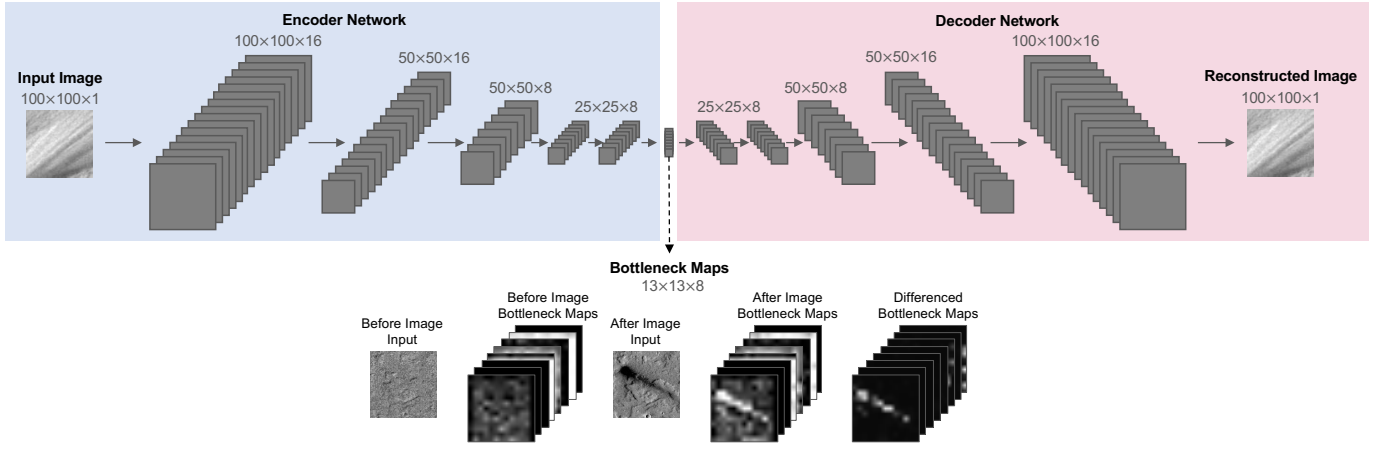 Encoder Network
Decoder Network
Input Image
100×100×1
100×100×16
50×50×16
50×50×8
25×25×8
25×25×8
50×50×8
50×50×16
100×100×16
Reconstructed Image
100×100×1
Bottleneck Maps
13×13×8
Before Image
Input
Before Image
Bottleneck Maps
After Image
Input
After Image
Bottleneck Maps
Differenced
Bottleneck Maps